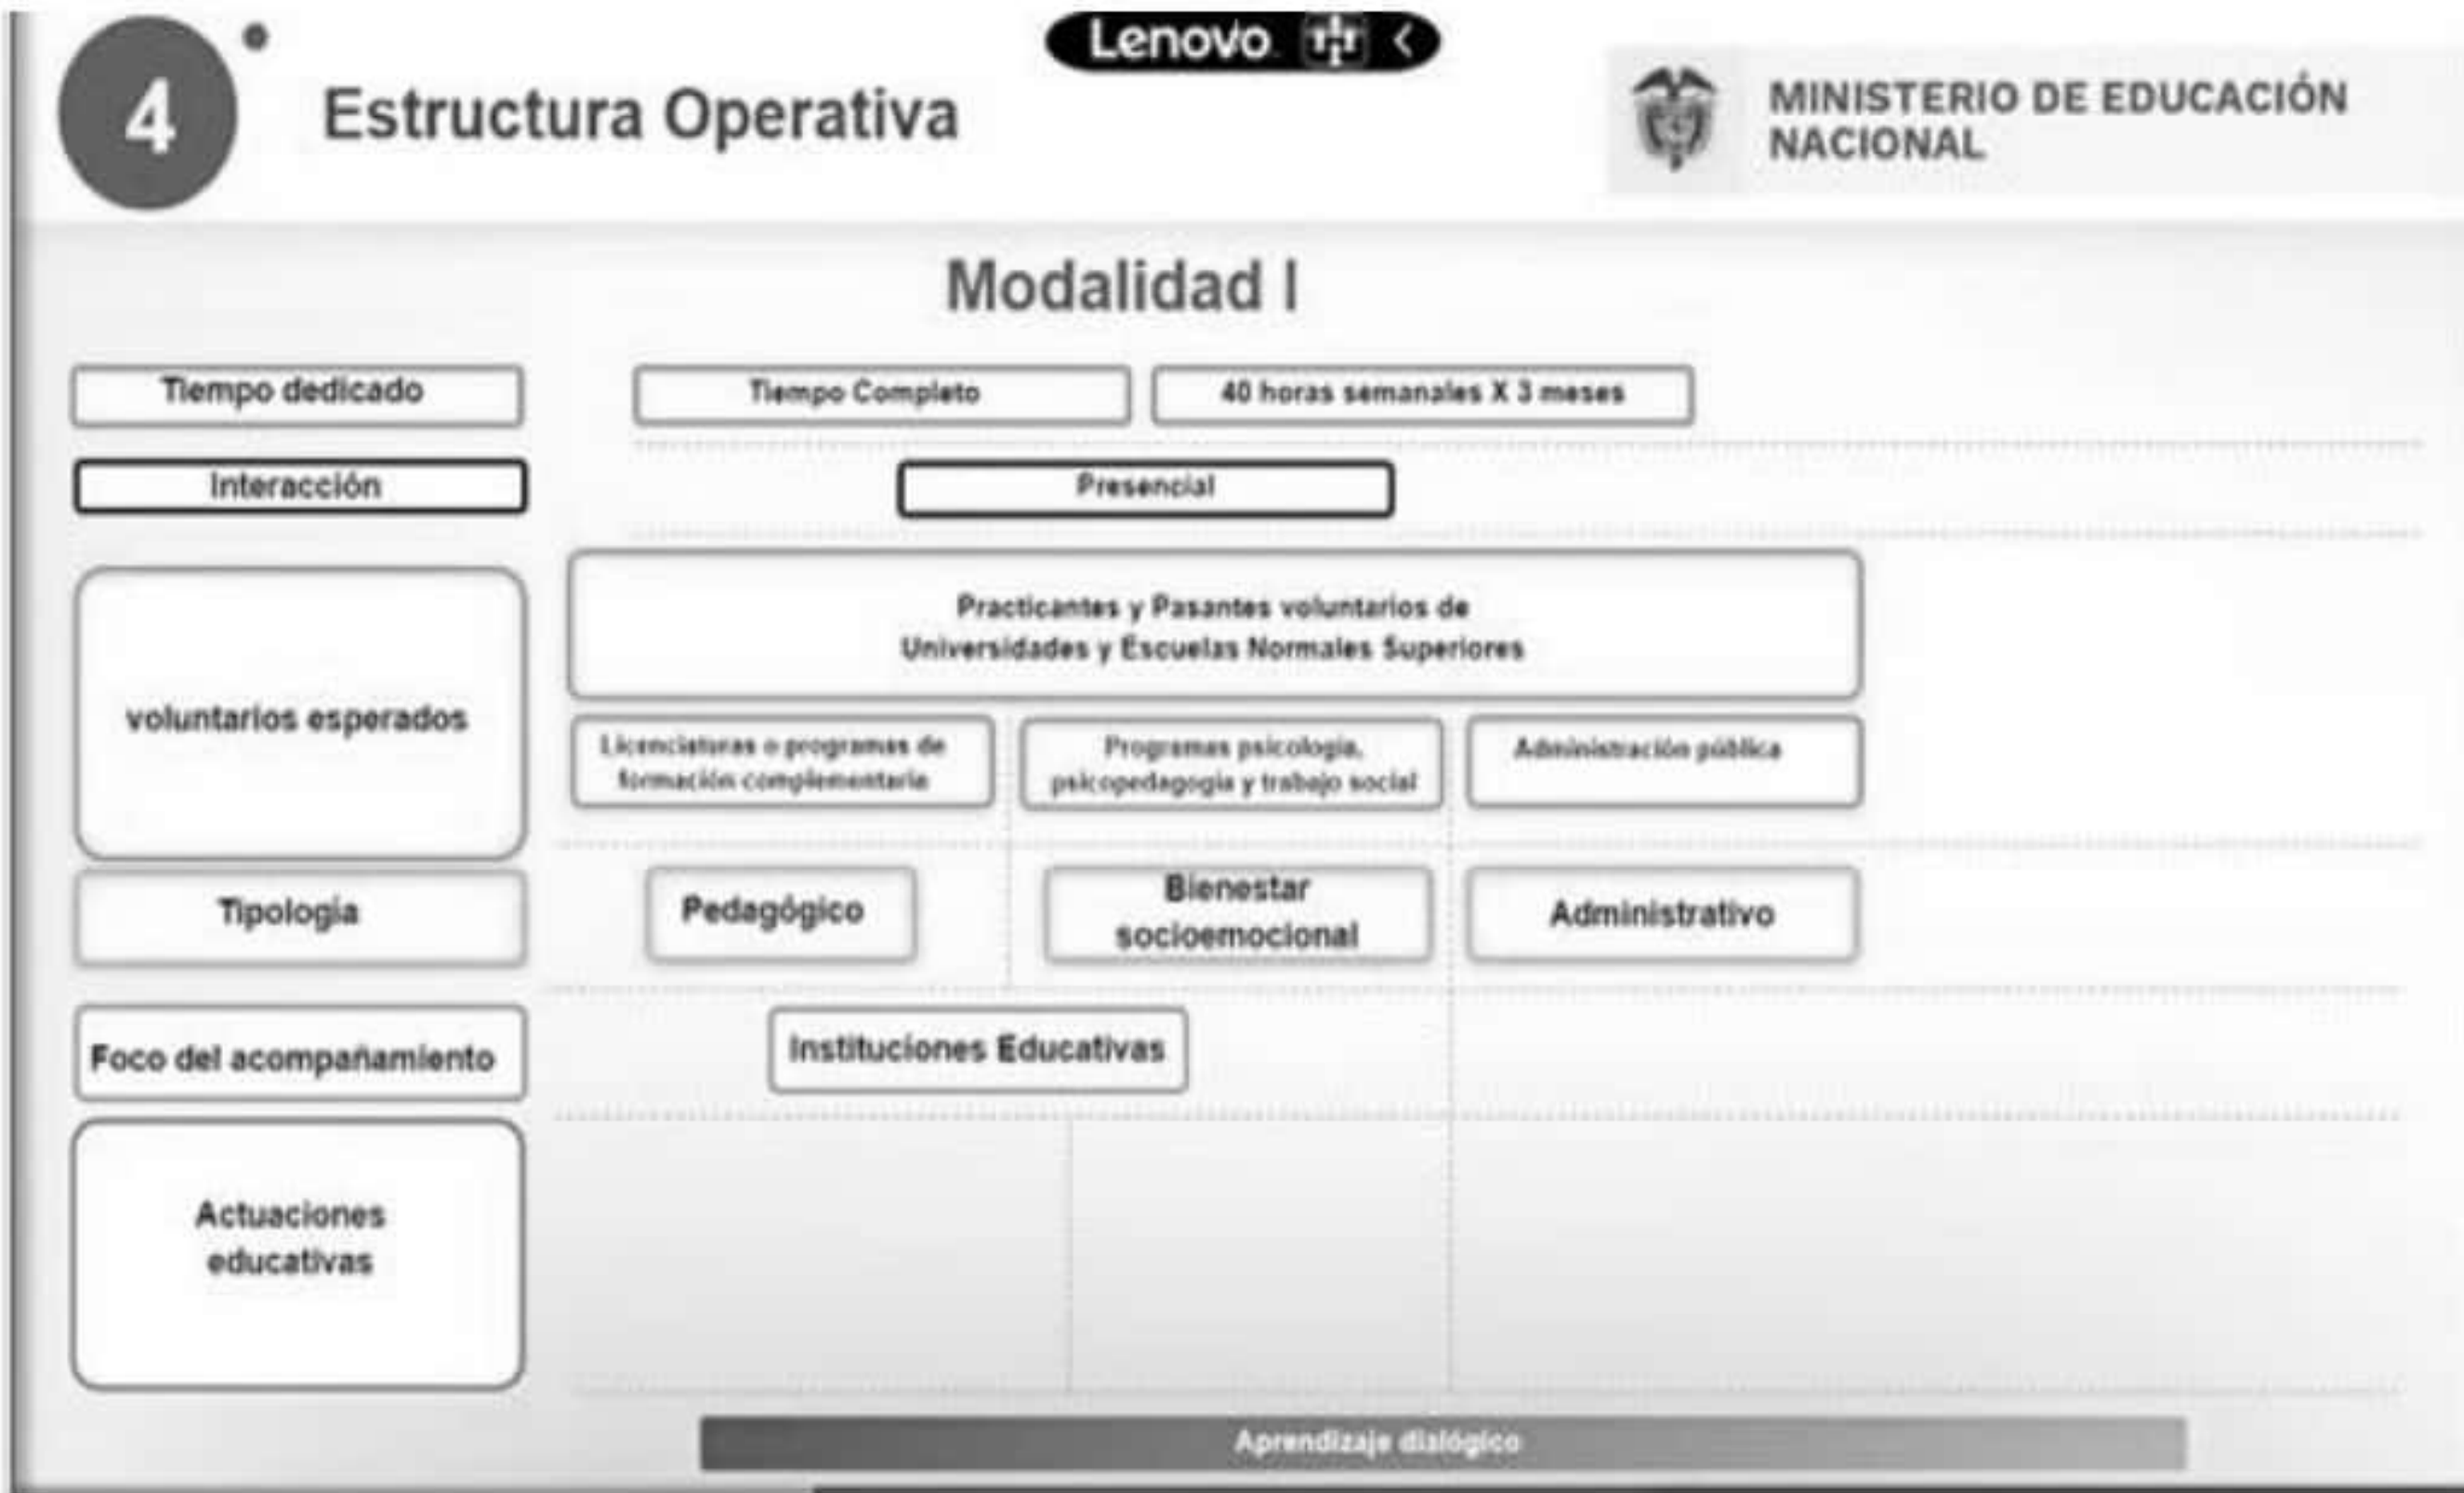 Lenovo
4
Estructura Operativa
MINISTERIO DE EDUCACIÓN
NACIONAL
Modalidad I
Tiempo dedicado
Tiempo Completo
40 horas semanales X 3 meses
Interacción
Presencial
voluntarios esperados
Practicantes y Pasantes voluntarios de
Universidades y Escuelas Normales Superiores
Licenciaturas o programas de
formación complementaria
Programas psicología,
psicopedagogia y trabajo social
Administración pública
Tipología
Pedagógico
Bienestar
socioemocional
Administrativo
Foco del acompañamiento
Instituciones Educativas
Actuaciones
educativas
Aprendizaje dialógico